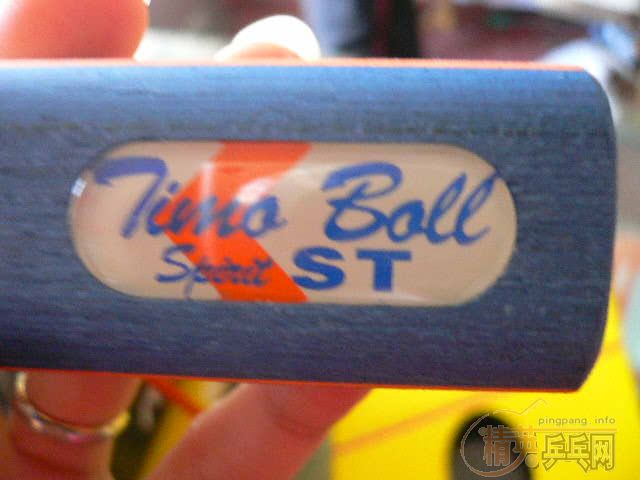 Timo Boll
Spirit ST
pingpang.info
精英乒乓网